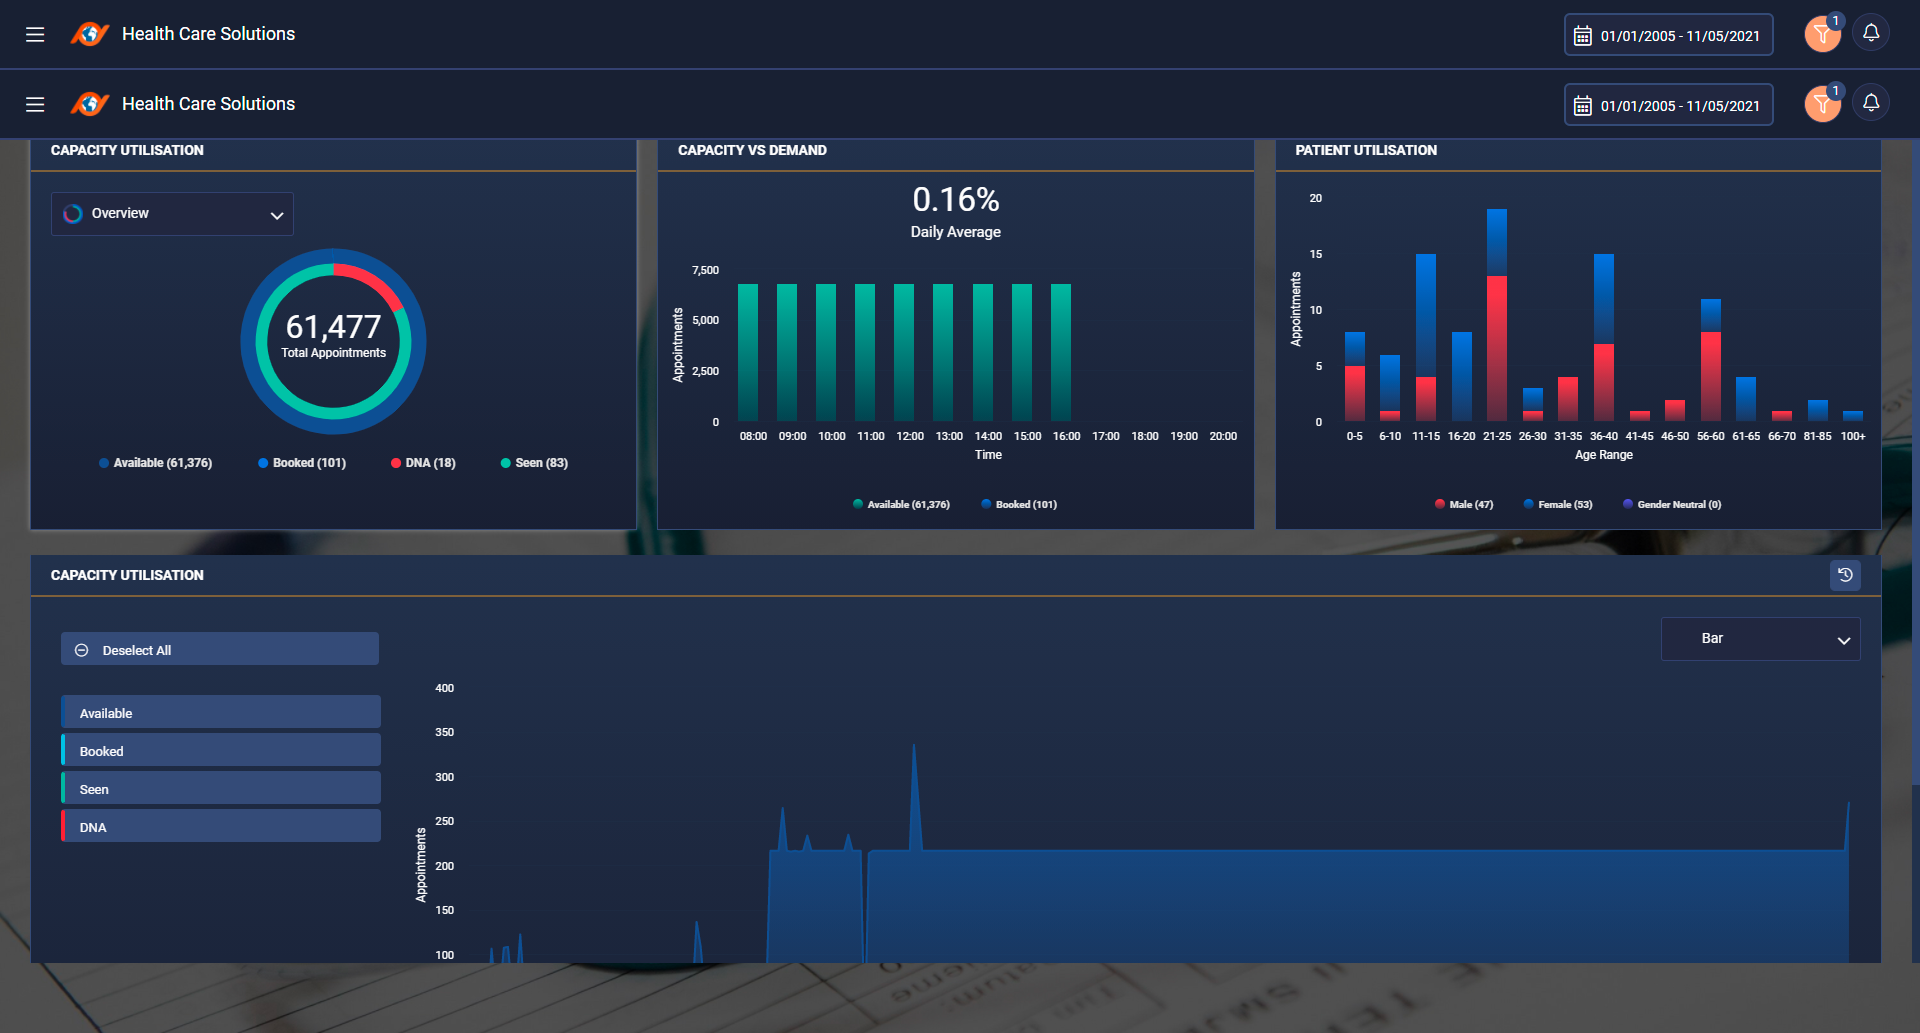 Health Care Solutions
01/01/2005 - 11/05/2021
1
Health Care Solutions
01/01/2005 - 11/05/2021
1
CAPACITY UTILISATION
Overview
61,477
Total Appointments
Available (61,376)
Booked (101)
DNA (18)
Seen (83)
CAPACITY VS DEMAND
0.16%
Daily Average
Appointments
7,500
5,000
2,500
0
08:00 09:00 10:00 11:00 12:00 13:00 14:00 15:00 16:00 17:00 18:00 19:00 20:00
Time
Available (61,376)
Booked (101)
PATIENT UTILISATION
Appointments
20
15
10
5
0
0-5 6-10 11-15 16-20 21-25 26-30 31-35 36-40 41-45 46-50 56-60 61-65 66-70 81-85 100+
Age Range
Male (47)
Female (53)
Gender Neutral (0)
CAPACITY UTILISATION
Deselect All
Available
Booked
Seen
DNA
Bar
Appointments
400
350
300
250
200
150
100